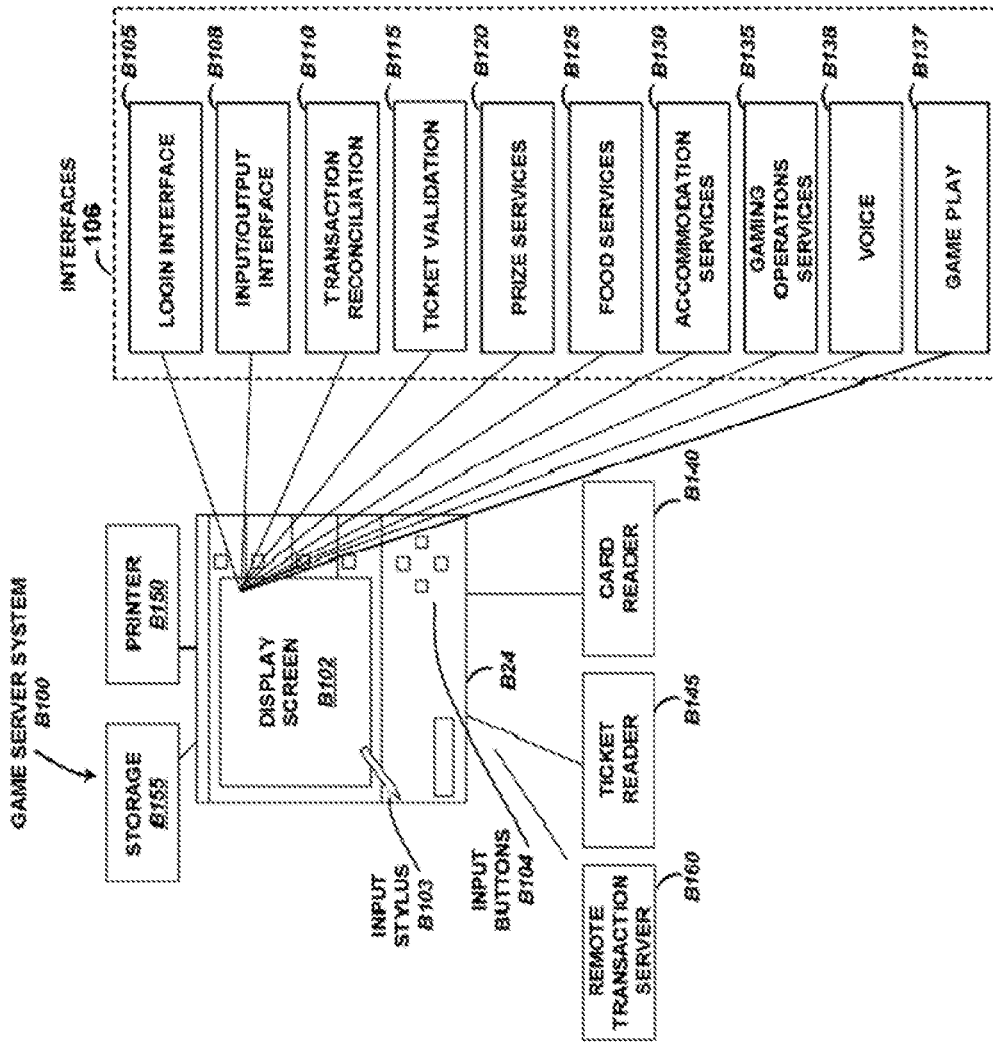 GAME SERVER SYSTEM
B100
STORAGE
B155
PRINTER
B150
DISPLAY
SCREEN
B102
INPUT
STYLUS
B103
INPUT
BUTTONS
B104
B24
REMOTE
TRANSACTION
SERVER
B160
TICKET
READER
B145
CARD
READER
B140
INTERFACES
106
LOGIN INTERFACE
B105
INPUT/OUTPUT
INTERFACE
B108
TRANSACTION
RECONCILIATION
B110
TICKET VALIDATION
B115
PRIZE SERVICES
B120
FOOD SERVICES
B125
ACCOMMODATION
SERVICES
B130
GAMING
OPERATIONS
SERVICES
B135
VOICE
B138
GAME PLAY
B137